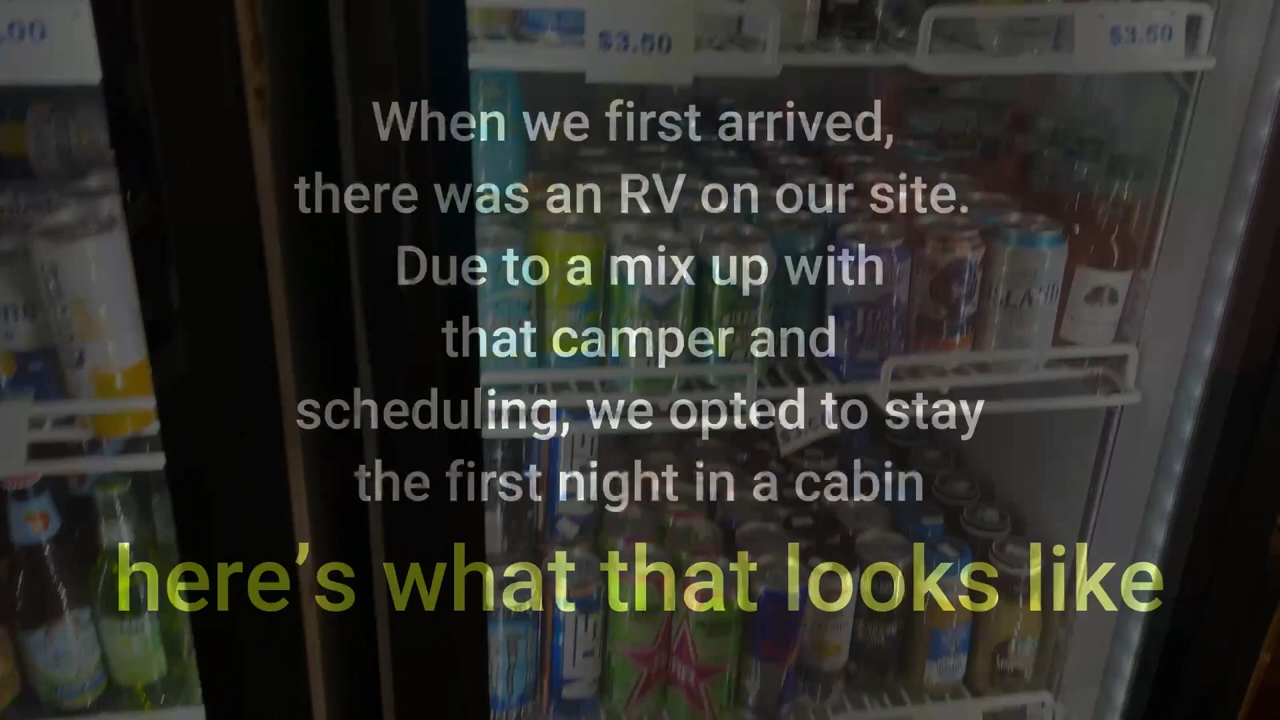 .00
$3.50
$3.50
When we first arrived,
there was an RV on our site.
Due to a mix up with
that camper and
scheduling, we opted to stay
the first night in a cabin
here’s what that looks like